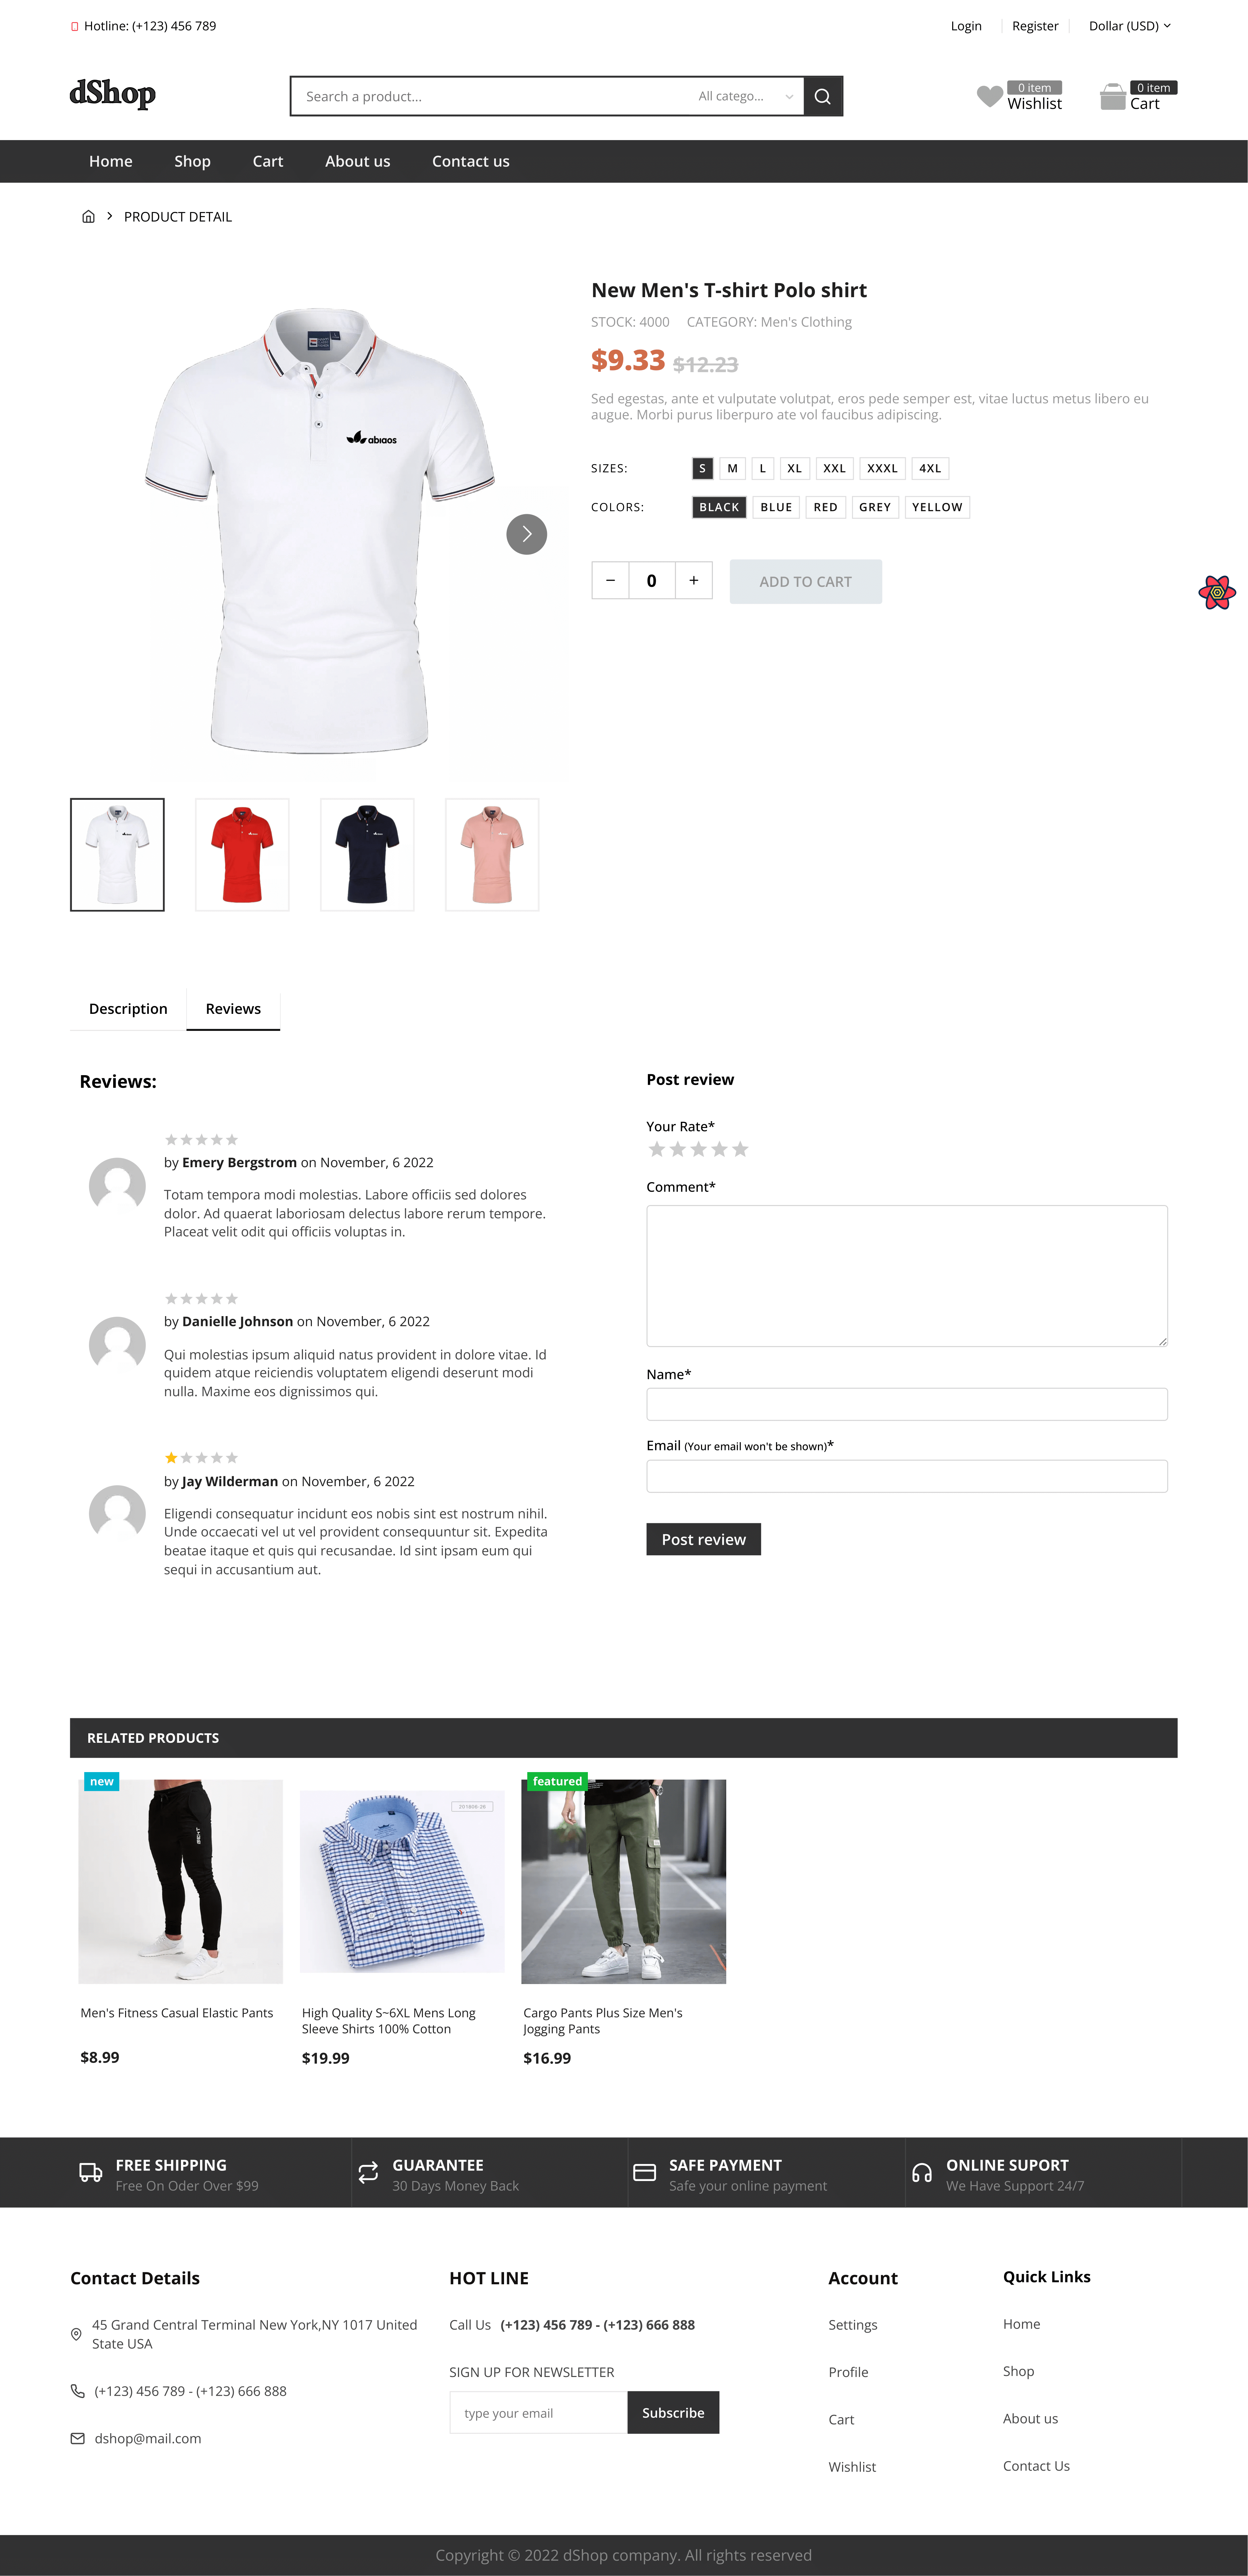 Hotline: (+123) 456 789
Login
Register
Dollar (USD)
dShop
Search a product...
All catego...
0 item
Wishlist
0 item
Cart
Home
Shop
Cart
About us
Contact us
PRODUCT DETAIL
New Men's T-shirt Polo shirt
STOCK: 4000 CATEGORY: Men's Clothing
$9.33 $12.23
Sed egestas, ante et vulputate volutpat, eros pede semper est, vitae luctus metus libero eu
augue. Morbi purus liberpuro ate vol faucibus adipiscing.
abiaos
SIZES: S M L XL XXL XXXL 4XL
COLORS: BLACK BLUE RED GREY YELLOW
− 0 +
ADD TO CART
Description
Reviews
Reviews:
by Emery Bergstrom on November, 6 2022
Totam tempora modi molestias. Labore officiis sed dolores
dolor. Ad quaerat laboriosam delectus labore rerum tempore.
Placeat velit odit qui officiis voluptas in.
by Danielle Johnson on November, 6 2022
Qui molestias ipsum aliquid natus provident in dolore vitae. Id
quidem atque reiciendis voluptatem eligendi deserunt modi
nulla. Maxime eos dignissimos qui.
by Jay Wilderman on November, 6 2022
Eligendi consequatur incidunt eos nobis sint est nostrum nihil.
Unde occaecati vel ut vel provident consequuntur sit. Expedita
beatae itaque et quis qui recusandae. Id sint ipsam eum qui
sequi in accusantium aut.
Post review
Your Rate*
Comment*
Name*
Email (Your email won't be shown)*
Post review
RELATED PRODUCTS
new
featured
Men's Fitness Casual Elastic Pants
$8.99
High Quality S~6XL Mens Long
Sleeve Shirts 100% Cotton
$19.99
Cargo Pants Plus Size Men's
Jogging Pants
$16.99
FREE SHIPPING
Free On Oder Over $99
GUARANTEE
30 Days Money Back
SAFE PAYMENT
Safe your online payment
ONLINE SUPORT
We Have Support 24/7
Contact Details
45 Grand Central Terminal New York,NY 1017 United
State USA
(+123) 456 789 - (+123) 666 888
dshop@mail.com
HOT LINE
Call Us (+123) 456 789 - (+123) 666 888
SIGN UP FOR NEWSLETTER
type your email
Subscribe
Account
Settings
Profile
Cart
Wishlist
Quick Links
Home
Shop
About us
Contact Us
Copyright © 2022 dShop company. All rights reserved